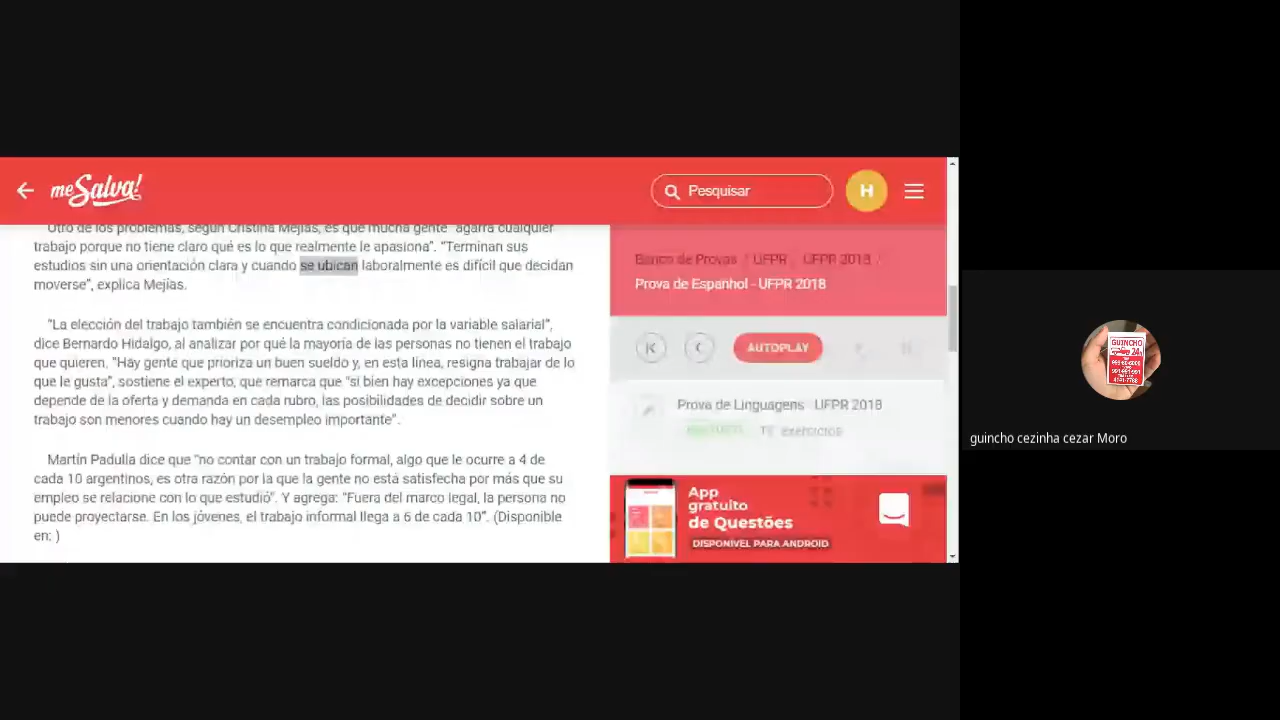 me Salva!
Pesquisar
H
Otro de los problemas, según Cristina Mejías, es que mucha gente "agarra cualquier
trabajo porque no tiene claro qué es lo que realmente le apasiona". "Terminan sus
estudios sin una orientación clara y cuando se ubican laboralmente es difícil que decidan
moverse", explica Mejías.
"La elección del trabajo también se encuentra condicionada por la variable salarial",
dice Bernardo Hidalgo, al analizar por qué la mayoría de las personas no tienen el trabajo
que quieren. "Hay gente que prioriza un buen sueldo y, en esta línea, resigna trabajar de lo
que le gusta", sostiene el experto, que remarca que "si bien hay excepciones ya que
depende de la oferta y demanda en cada rubro, las posibilidades de decidir sobre un
trabajo son menores cuando hay un desempleo importante".
Martín Padulla dice que "no contar con un trabajo formal, algo que le ocurre a 4 de
cada 10 argentinos, es otra razón por la que la gente no está satisfecha por más que su
empleo se relacione con lo que estudió". Y agrega: "Fuera del marco legal, la persona no
puede proyectarse. En los jóvenes, el trabajo informal llega a 6 de cada 10". (Disponible
en: )
Banco de Provas / UFPR / UFPR 2018 /
Prova de Espanhol - UFPR 2018
AUTOPLAY
Prova de Linguagens - UFPR 2018
exercícios
App
gratuito
de Questões
DISPONÍVEL PARA ANDROID
GUINCHO
24h
guincho cezinha cezar Moro